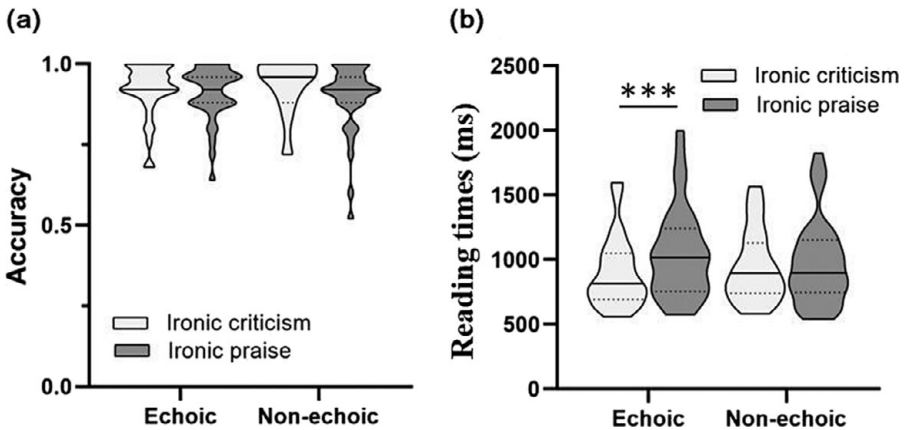 (a)
1.0
0.5
0.0
Accuracy
Ironic criticism
Ironic praise
Echoic
Non-echoic
(b)
2500
2000
1500
1000
500
0
Reading times (ms)
***
Ironic criticism
Ironic praise
Echoic
Non-echoic